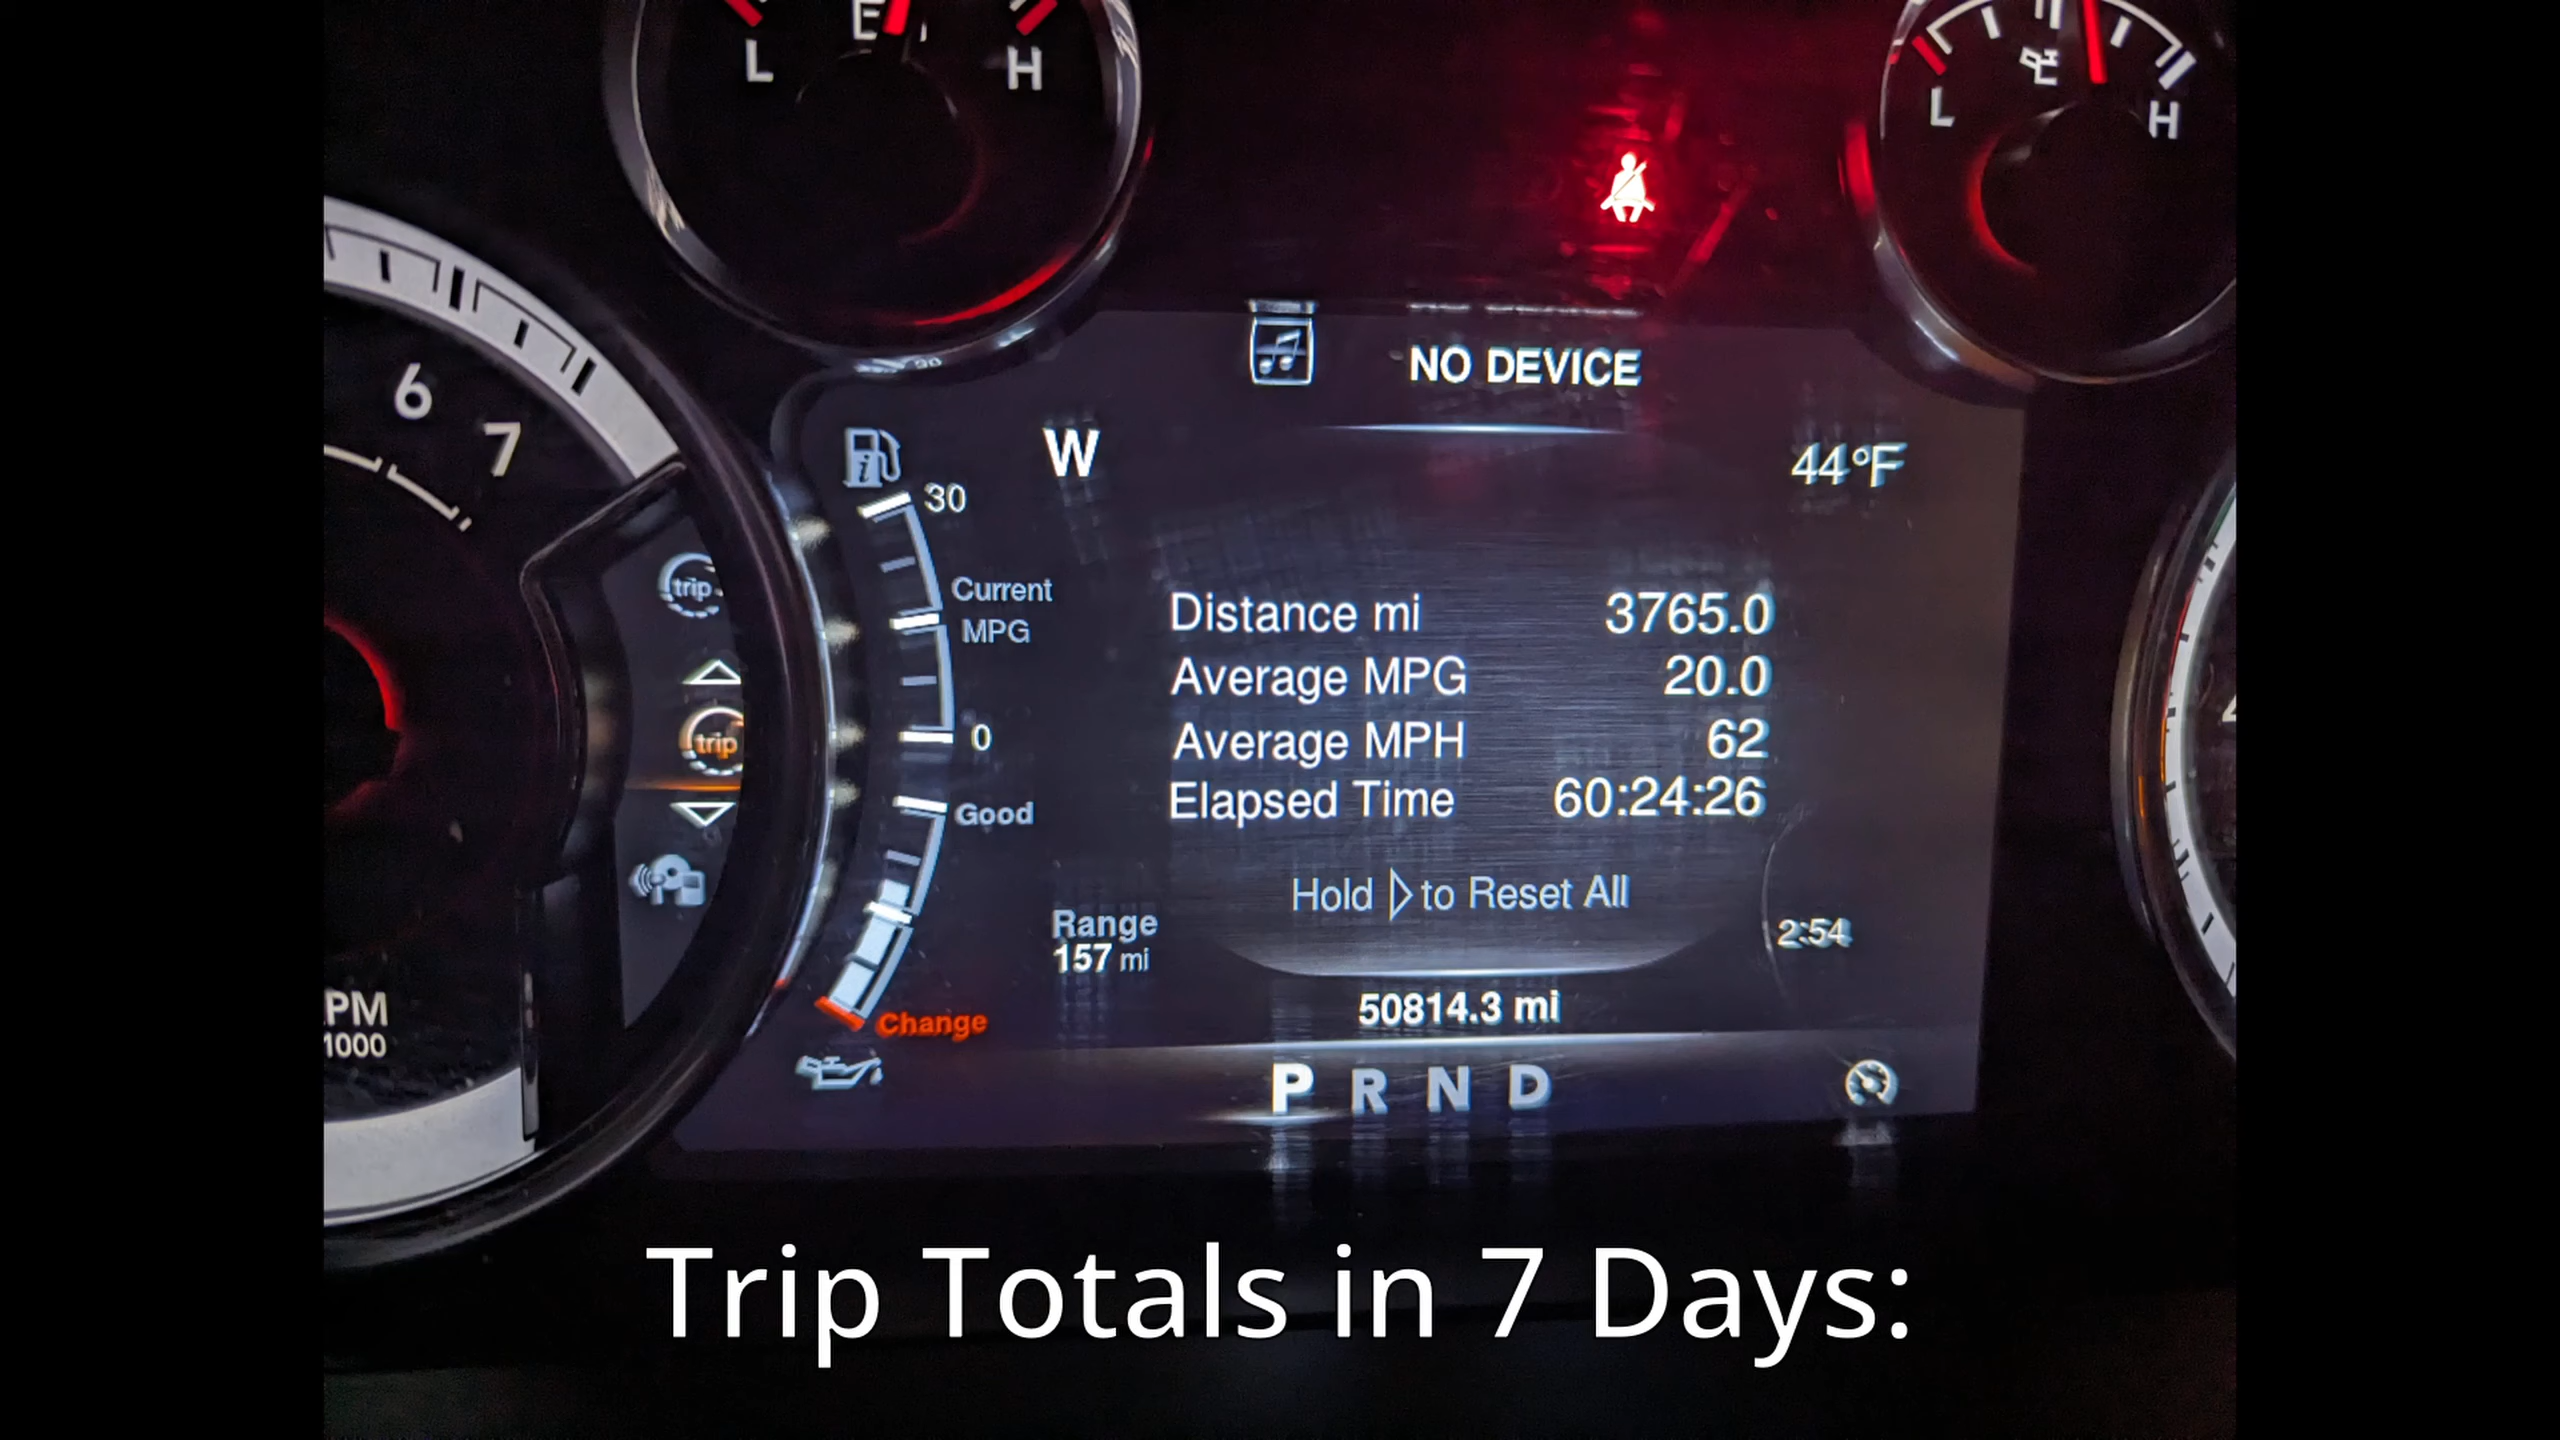 L H
L H
NO DEVICE
6
7
W
44°F
30
trip
Current
MPG
Distance mi 3765.0
Average MPG 20.0
trip
0
Average MPH 62
Good
Elapsed Time 60:24:26
Hold ▷ to Reset All
Range
157 mi
2:54
Change
50814.3 mi
PM
1000
P R N D
Trip Totals in 7 Days: